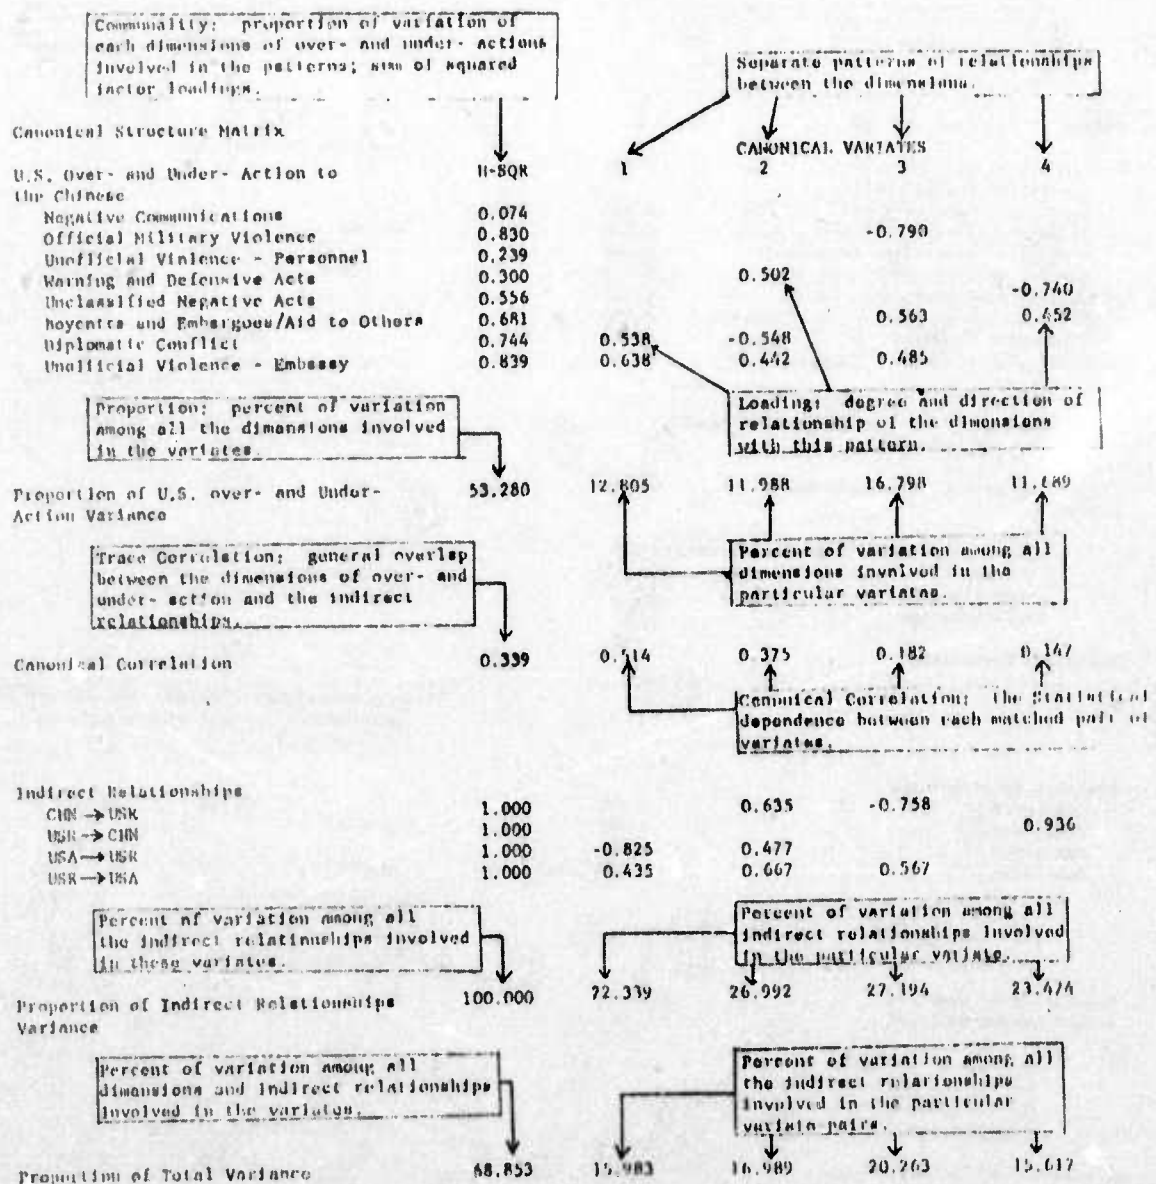 Communality: proportion of variation of
each dimensions of over- and under- actions
involved in the patterns; sum of squared
factor loadings.
Separate patterns of relationships
between the dimensions.
Canonical Structure Matrix
CANONICAL VARIATES
U.S. Over- and Under- Action to H-SQR 1 2 3 4
the Chinese
Negative Communications 0.074
Official Military Violence 0.830 -0.790
Unofficial Violence - Personnel 0.239
Warning and Defensive Acts 0.300 0.502
Unclassified Negative Acts 0.556 -0.740
Boycotts and Embargoes/Aid to Others 0.681 0.563 0.452
Diplomatic Conflict 0.744 0.538 -0.548
Unofficial Violence - Embassy 0.839 0.638 0.442 0.485
Proportion: percent of variation
among all the dimensions involved
in the variates.
Loading: degree and direction of
relationship of the dimensions
with this pattern.
Proportion of U.S. over- and Under- 53.280 12.805 11.988 16.798
Action Variance
Trace Correlation: general overlap
between the dimensions of over- and
under- action and the indirect
relationships.
Percent of variation among all
dimensions involved in the
particular variates.
Canonical Correlation 0.339 0.375 0.182 0.147
Canonical Correlation: the Statistical
dependence between each matched pair of
variates.
Indirect Relationships
CHN → USR 1.000 0.635 -0.758
USR → CHN 1.000 0.936
USA → USR 1.000 -0.825 0.477
USR → USA 1.000 0.435 0.667 0.567
Percent of variation among all
the indirect relationships involved
in these variates.
Percent of variation among all
indirect relationships involved
in the particular variate.
Proportion of Indirect Relationships 100.000 22.339 26.992 27.194 23.474
Variance
Percent of variation among all
dimensions and indirect relationships
involved in the variates.
Percent of variation among all
the indirect relationships
involved in the particular
variate pairs.
Proportion of Total Variance 68.853 15.983 16.989 20.263 15.617